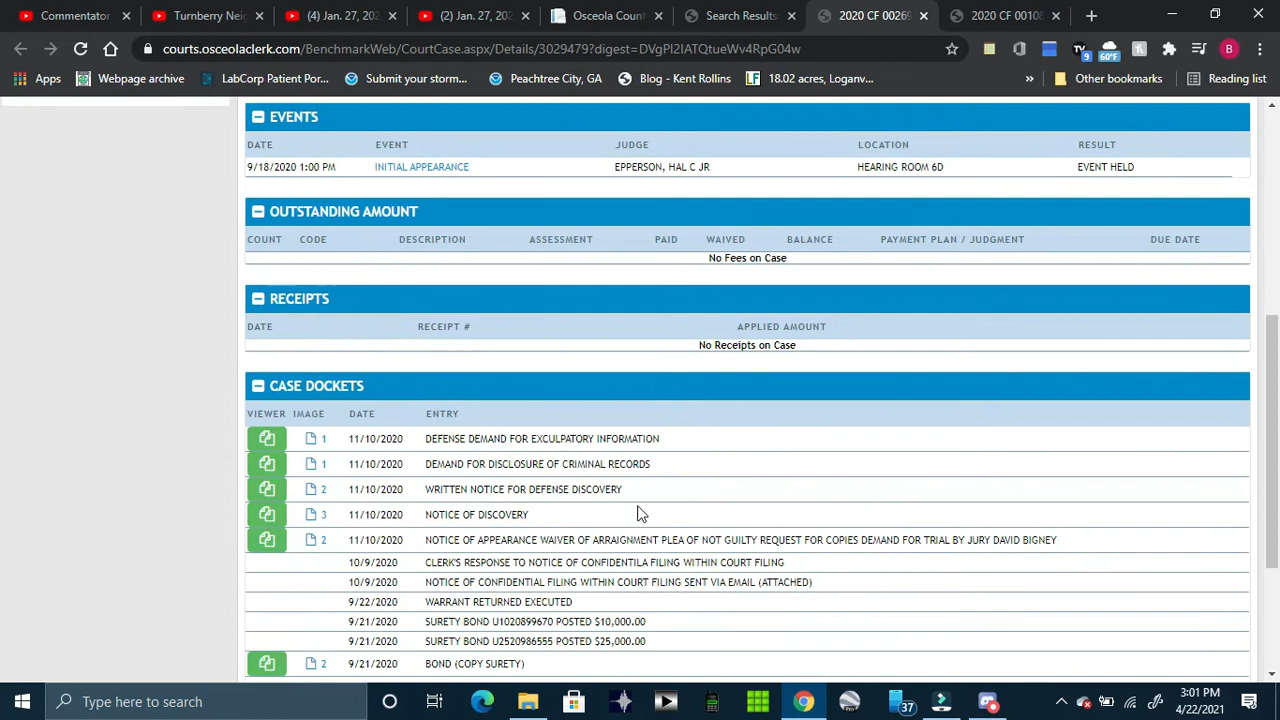 Commentator
Turnberry Neig
(4) Jan. 27, 202
(2) Jan. 27, 202
Osceola Count
Search Results
2020 CF 00269
2020 CF 00108
courts.osceolaclerk.com/BenchmarkWeb/CourtCase.aspx/Details/3029479?digest=DVgPl2IATQtueWv4RpG04w
TV 9 60°F B
Apps Webpage archive LabCorp Patient Por... Submit your storm... Peachtree City, GA Blog - Kent Rollins LF 18.02 acres, Loganv... » Other bookmarks Reading list
EVENTS
DATE EVENT JUDGE LOCATION RESULT
9/18/2020 1:00 PM INITIAL APPEARANCE EPPERSON, HAL C JR HEARING ROOM 6D EVENT HELD
OUTSTANDING AMOUNT
COUNT CODE DESCRIPTION ASSESSMENT PAID WAIVED BALANCE PAYMENT PLAN / JUDGMENT DUE DATE
No Fees on Case
RECEIPTS
DATE RECEIPT # APPLIED AMOUNT
No Receipts on Case
CASE DOCKETS
VIEWER IMAGE DATE ENTRY
1 11/10/2020 DEFENSE DEMAND FOR EXCULPATORY INFORMATION
1 11/10/2020 DEMAND FOR DISCLOSURE OF CRIMINAL RECORDS
2 11/10/2020 WRITTEN NOTICE FOR DEFENSE DISCOVERY
3 11/10/2020 NOTICE OF DISCOVERY
2 11/10/2020 NOTICE OF APPEARANCE WAIVER OF ARRAIGNMENT PLEA OF NOT GUILTY REQUEST FOR COPIES DEMAND FOR TRIAL BY JURY DAVID BIGNEY
10/9/2020 CLERK'S RESPONSE TO NOTICE OF CONFIDENTILA FILING WITHIN COURT FILING
10/9/2020 NOTICE OF CONFIDENTIAL FILING WITHIN COURT FILING SENT VIA EMAIL (ATTACHED)
9/22/2020 WARRANT RETURNED EXECUTED
9/21/2020 SURETY BOND U1020899670 POSTED $10,000.00
9/21/2020 SURETY BOND U2520986555 POSTED $25,000.00
2 9/21/2020 BOND (COPY SURETY)
Type here to search
37
3:01 PM
4/22/2021